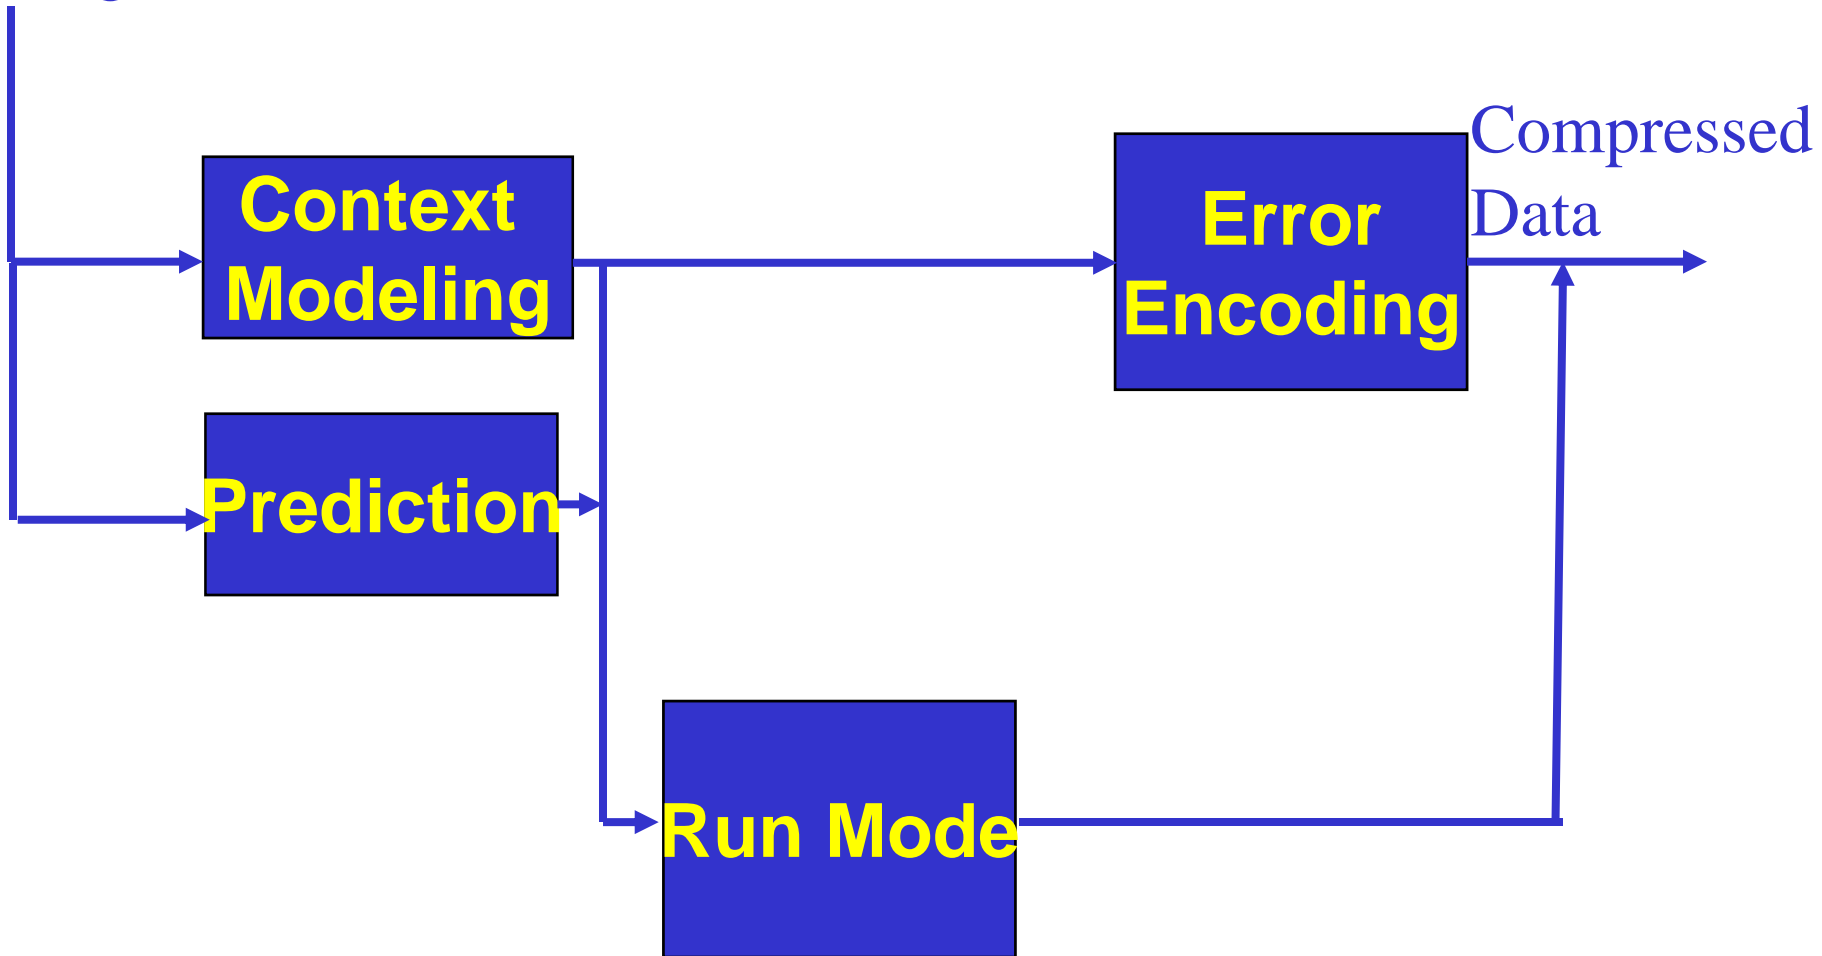 Compressed
Data
Context
Modeling
Error
Encoding
Prediction
Run Mode